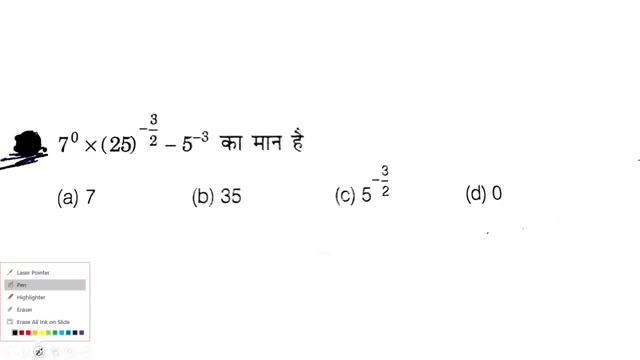 7⁰ × (25)^(-3/2) – 5⁻³ का मान है
(a) 7 (b) 35 (c) 5^(-3/2) (d) 0
Laser Pointer
Pen
Highlighter
Eraser
Erase All Ink on Slide